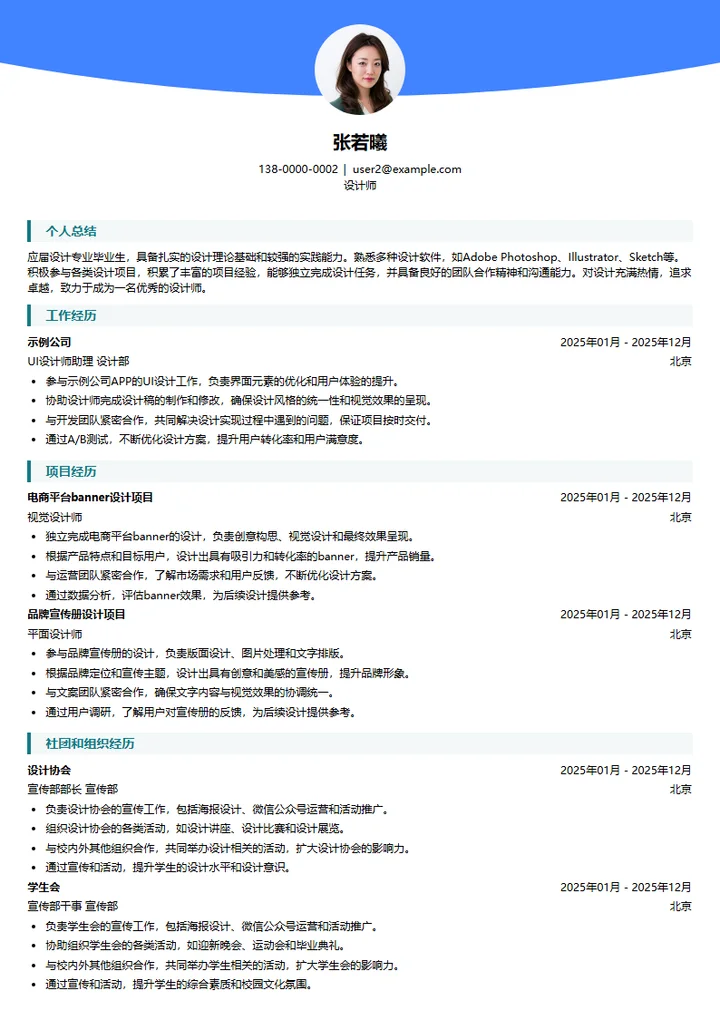 张若曦
138-0000-0002 | user2@example.com
设计师
个人总结
应届设计专业毕业生，具备扎实的设计理论基础和较强的实践能力。熟悉多种设计软件，如Adobe Photoshop、Illustrator、Sketch等。
积极参与各类设计项目，积累了丰富的项目经验，能够独立完成设计任务，并具备良好的团队合作精神和沟通能力。对设计充满热情，追求
卓越，致力于成为一名优秀的设计师。
工作经历
示例公司 2025年01月 - 2025年12月
UI设计师助理 设计部 北京
• 参与示例公司APP的UI设计工作，负责界面元素的优化和用户体验的提升。
• 协助设计师完成设计稿的制作和修改，确保设计风格的统一性和视觉效果的呈现。
• 与开发团队紧密合作，共同解决设计实现过程中遇到的问题，保证项目按时交付。
• 通过A/B测试，不断优化设计方案，提升用户转化率和用户满意度。
项目经历
电商平台banner设计项目 2025年01月 - 2025年12月
视觉设计师 北京
• 独立完成电商平台banner的设计，负责创意构思、视觉设计和最终效果呈现。
• 根据产品特点和目标用户，设计出具有吸引力和转化率的banner，提升产品销量。
• 与运营团队紧密合作，了解市场需求和用户反馈，不断优化设计方案。
• 通过数据分析，评估banner效果，为后续设计提供参考。
品牌宣传册设计项目 2025年01月 - 2025年12月
平面设计师 北京
• 参与品牌宣传册的设计，负责版面设计、图片处理和文字排版。
• 根据品牌定位和宣传主题，设计出具有创意和美感的宣传册，提升品牌形象。
• 与文案团队紧密合作，确保文字内容与视觉效果的协调统一。
• 通过用户调研，了解用户对宣传册的反馈，为后续设计提供参考。
社团和组织经历
设计协会 2025年01月 - 2025年12月
宣传部部长 宣传部 北京
• 负责设计协会的宣传工作，包括海报设计、微信公众号运营和活动推广。
• 组织设计协会的各类活动，如设计讲座、设计比赛和设计展览。
• 与校内外其他组织合作，共同举办设计相关的活动，扩大设计协会的影响力。
• 通过宣传和活动，提升学生的设计水平和设计意识。
学生会 2025年01月 - 2025年12月
宣传部干事 宣传部 北京
• 负责学生会的宣传工作，包括海报设计、微信公众号运营和活动推广。
• 协助组织学生会的各类活动，如迎新晚会、运动会和毕业典礼。
• 与校内外其他组织合作，共同举办学生相关的活动，扩大学生会的影响力。
• 通过宣传和活动，提升学生的综合素质和校园文化氛围。